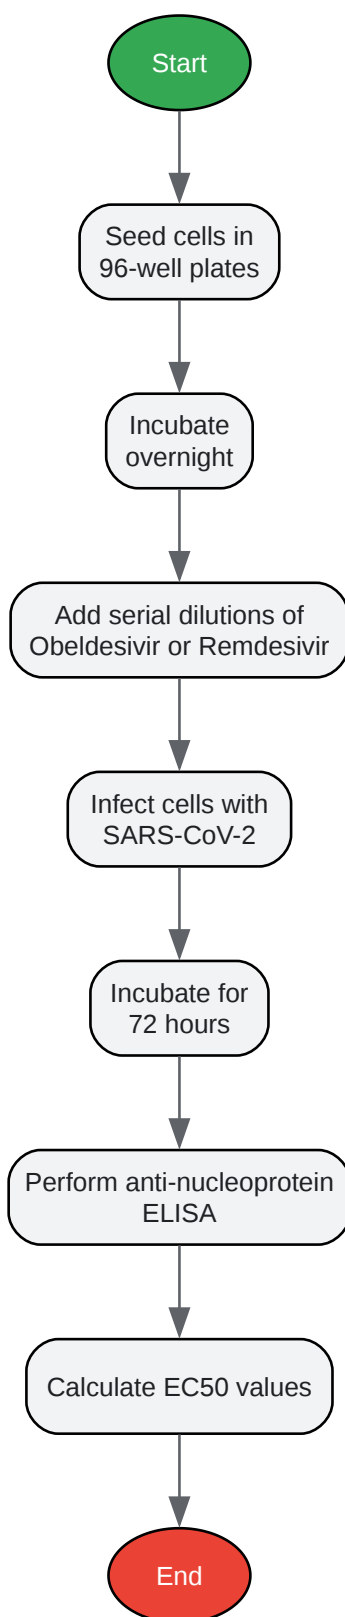 Start
Seed cells in
96-well plates
Incubate
overnight
Add serial dilutions of
Obeldesivir or Remdesivir
Infect cells with
SARS-CoV-2
Incubate for
72 hours
Perform anti-nucleoprotein
ELISA
Calculate EC50 values
End